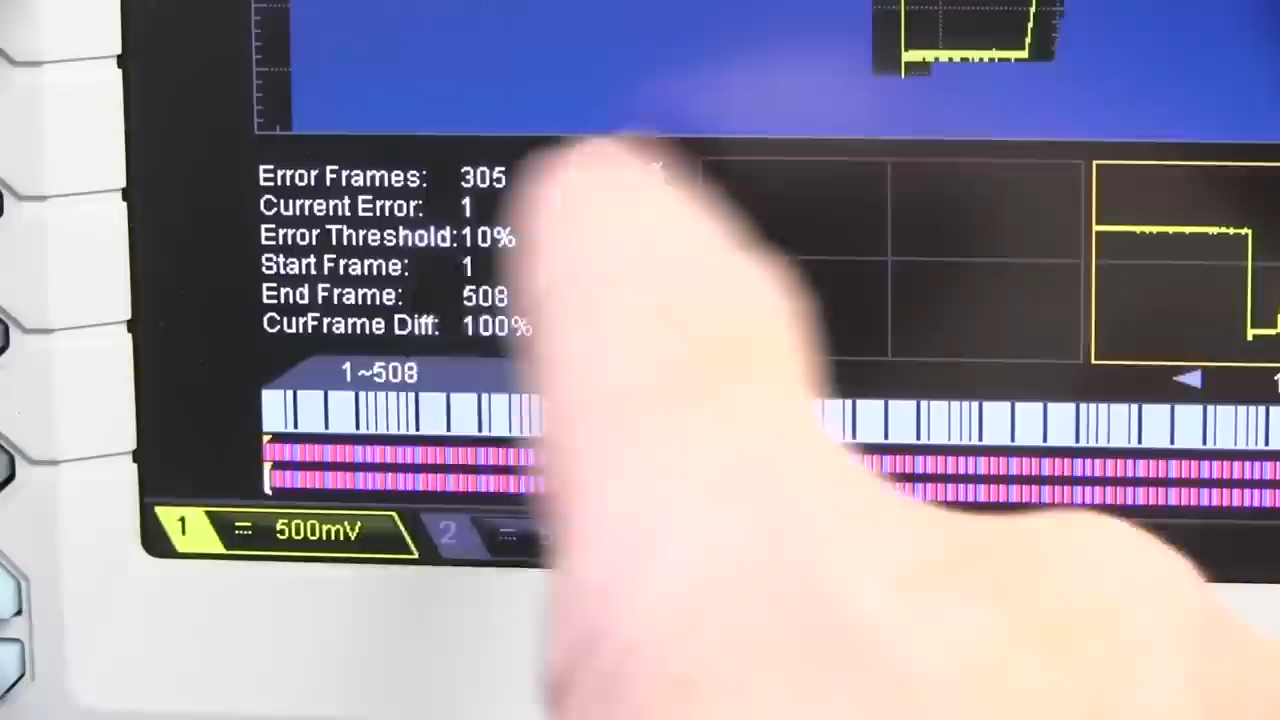 Error Frames: 305
Current Error: 1
Error Threshold:10%
Start Frame: 1
End Frame: 508
CurFrame Diff: 100%
1~508
1 500mV 2